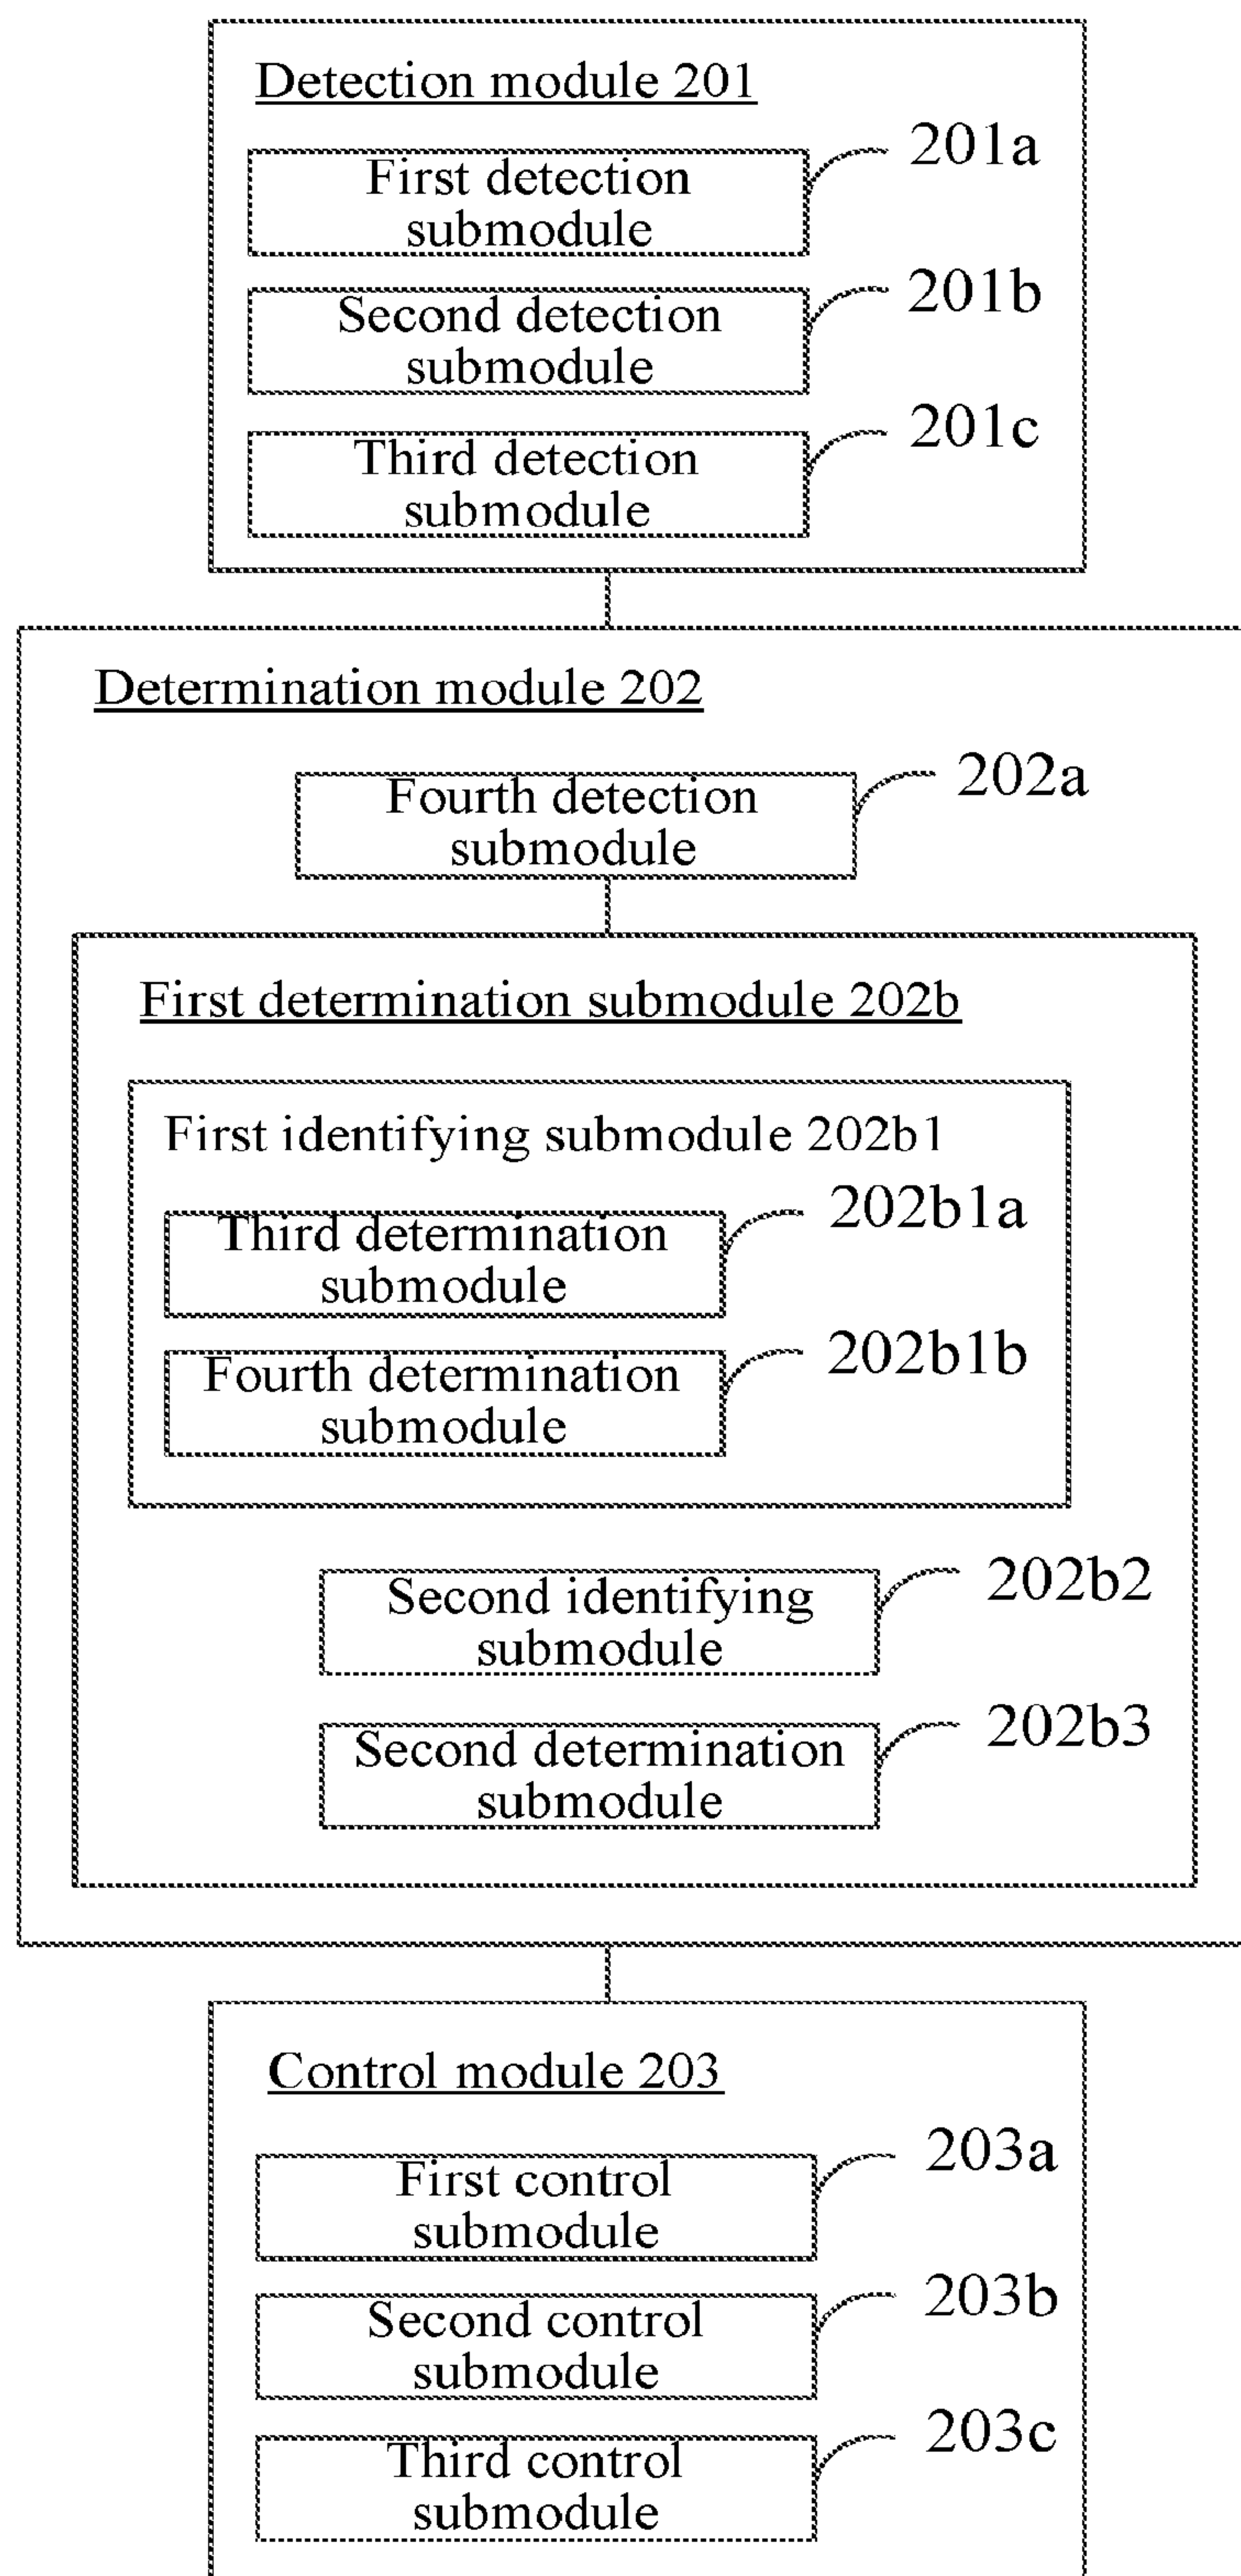 Detection module 201
201a
First detection
submodule
201b
Second detection
submodule
201c
Third detection
submodule
Determination module 202
202a
Fourth detection
submodule
First determination submodule 202b
First identifying submodule 202b1
202b1a
Third determination
submodule
202b1b
Fourth determination
submodule
202b2
Second identifying
submodule
202b3
Second determination
submodule
Control module 203
203a
First control
submodule
203b
Second control
submodule
203c
Third control
submodule